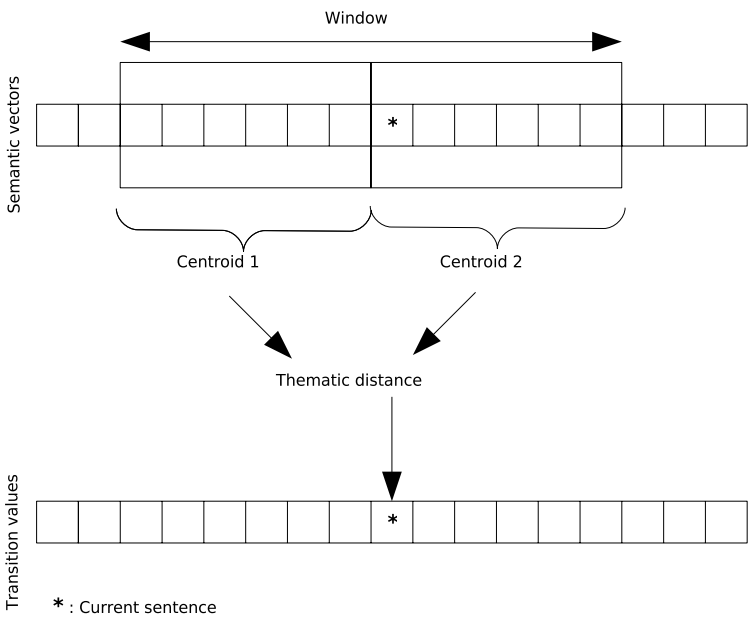 Window
Semantic vectors
*
Centroid 1
Centroid 2
Thematic distance
Transition values
*
* : Current sentence